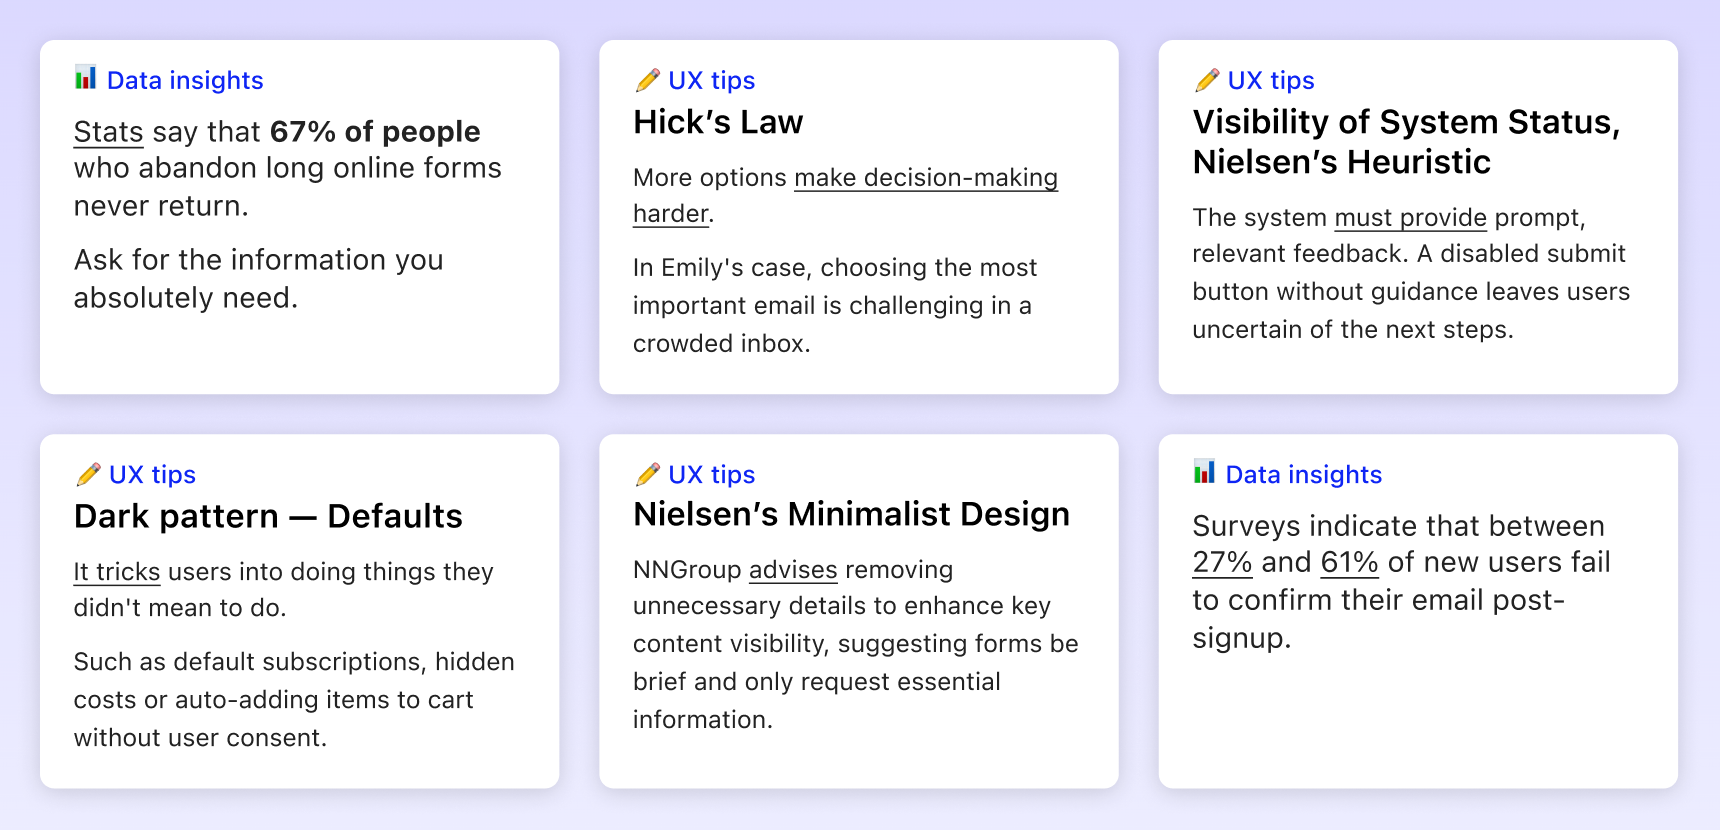 Data insights
Stats say that 67% of people
who abandon long online forms
never return.
Ask for the information you
absolutely need.
UX tips
Hick’s Law
More options make decision-making
harder.
In Emily's case, choosing the most
important email is challenging in a
crowded inbox.
UX tips
Visibility of System Status,
Nielsen’s Heuristic
The system must provide prompt,
relevant feedback. A disabled submit
button without guidance leaves users
uncertain of the next steps.
UX tips
Dark pattern — Defaults
It tricks users into doing things they
didn't mean to do.
Such as default subscriptions, hidden
costs or auto-adding items to cart
without user consent.
UX tips
Nielsen’s Minimalist Design
NNGroup advises removing
unnecessary details to enhance key
content visibility, suggesting forms be
brief and only request essential
information.
Data insights
Surveys indicate that between
27% and 61% of new users fail
to confirm their email post-
signup.